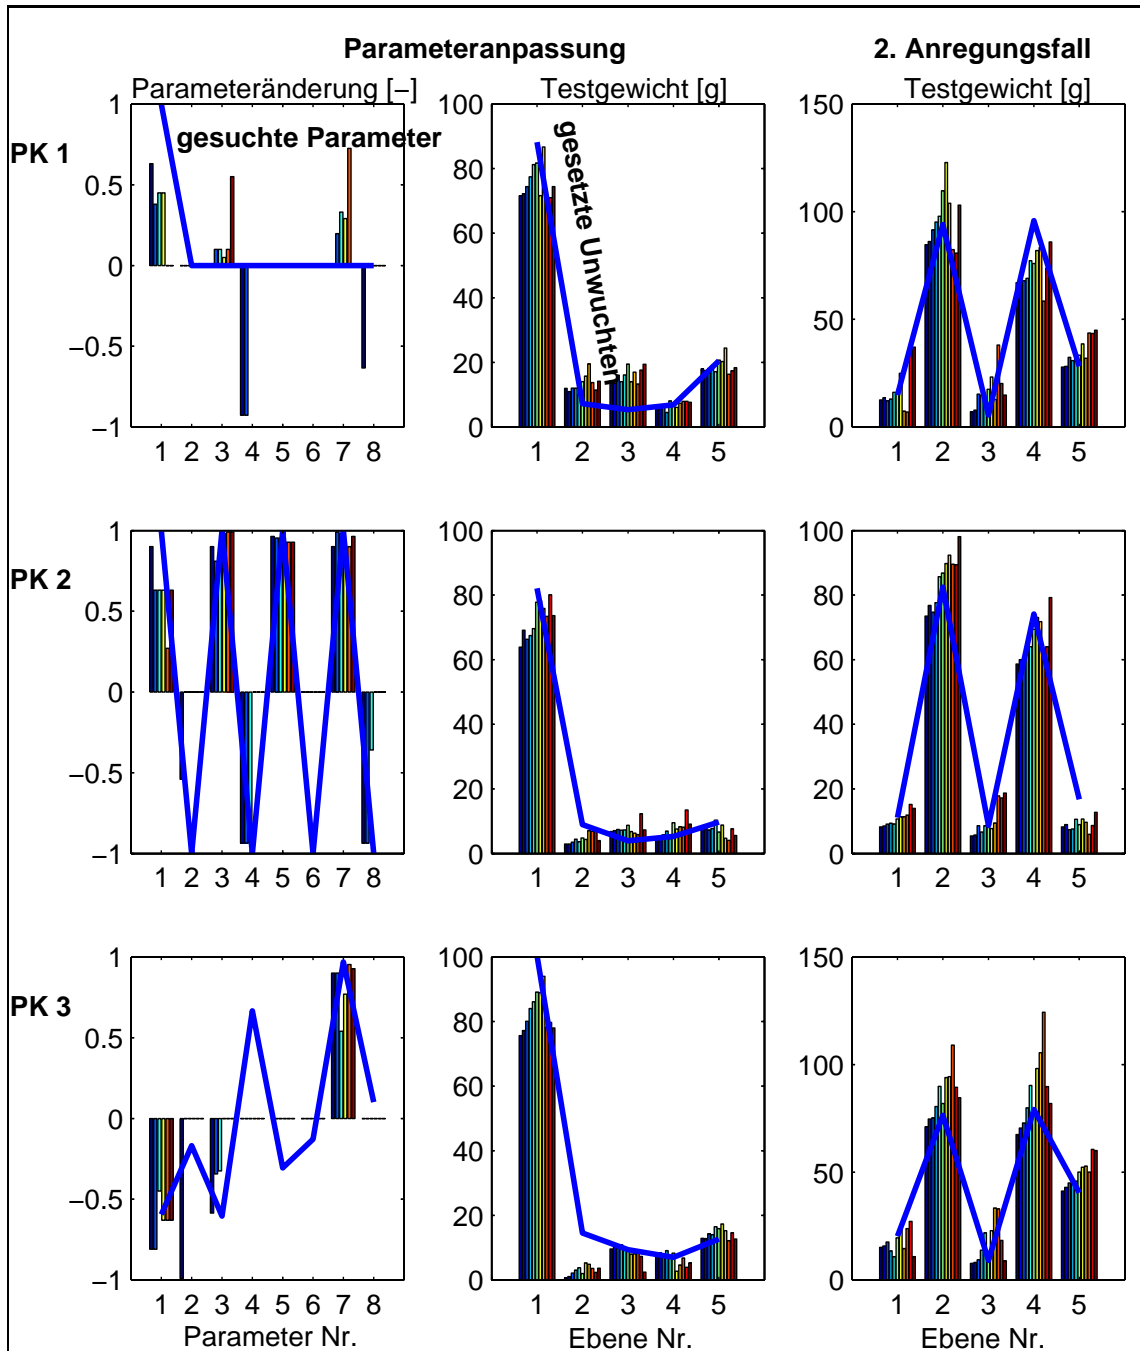 Parameteranpassung 2. Anregungsfall
Parameteränderung [−] Testgewicht [g] Testgewicht [g]
PK 1
gesuchte Parameter
gesetzte Unwuchten
1
0.5
0
−0.5
−1
1 2 3 4 5 6 7 8
100
80
60
40
20
0
1 2 3 4 5
150
100
50
0
1 2 3 4 5
PK 2
1
0.5
0
−0.5
−1
1 2 3 4 5 6 7 8
100
80
60
40
20
0
1 2 3 4 5
100
80
60
40
20
0
1 2 3 4 5
PK 3
1
0.5
0
−0.5
−1
1 2 3 4 5 6 7 8
Parameter Nr.
100
80
60
40
20
0
1 2 3 4 5
Ebene Nr.
150
100
50
0
1 2 3 4 5
Ebene Nr.